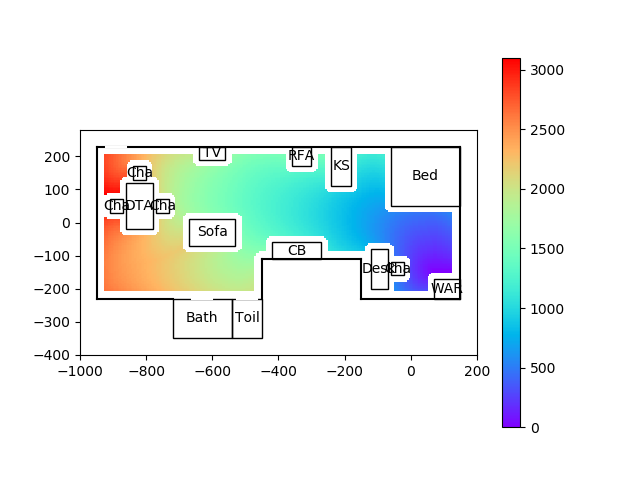 TV
RFA
KS
Bed
Cha
Cha
DTA
Cha
Sofa
CB
Desk
Cha
WAR
Bath
Toil
200
100
0
−100
−200
−300
−400
−1000
−800
−600
−400
−200
0
200
3000
2500
2000
1500
1000
500
0